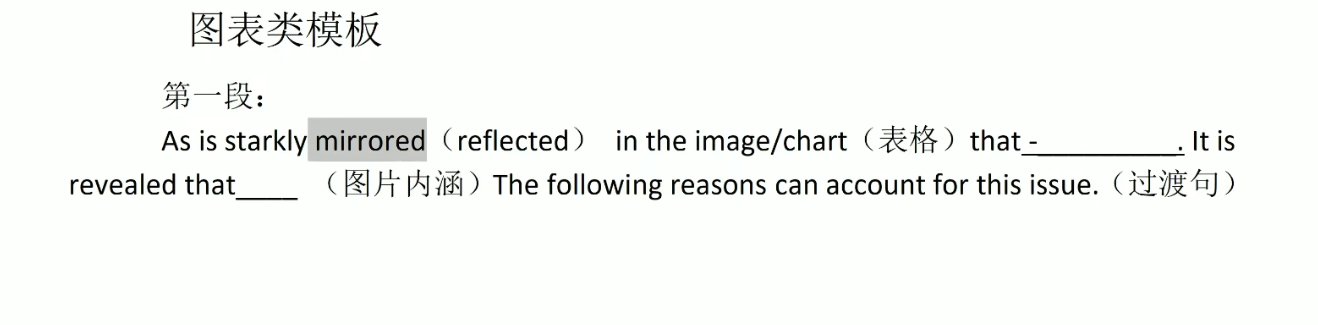 图表类模板
第一段：
As is starkly mirrored（reflected） in the image/chart（表格）that -__________. It is
revealed that____ （图片内涵）The following reasons can account for this issue.（过渡句）